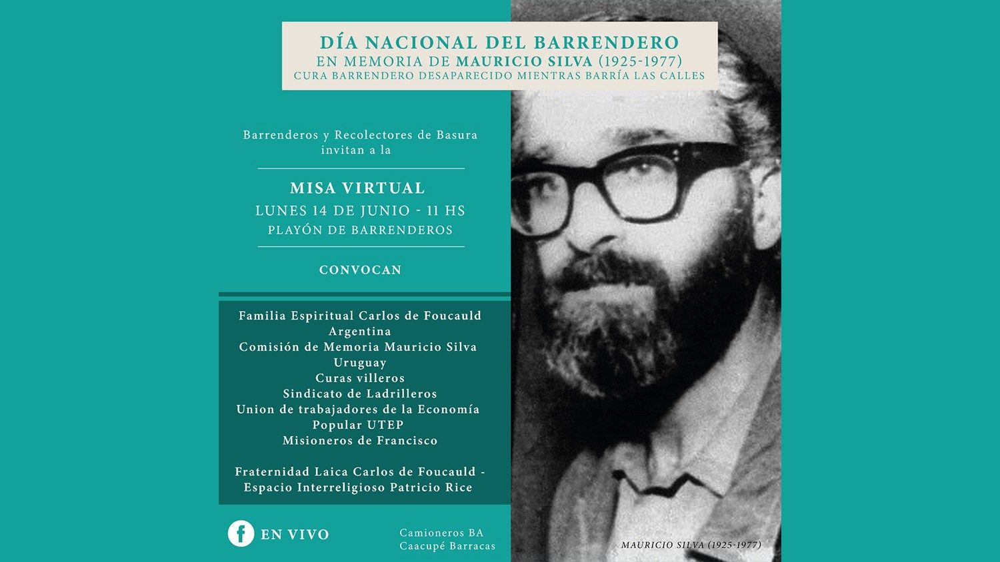 DÍA NACIONAL DEL BARRENDERO
EN MEMORIA DE MAURICIO SILVA (1925-1977)
CURA BARRENDERO DESAPARECIDO MIENTRAS BARRÍA LAS CALLES
Barrenderos y Recolectores de Basura
invitan a la
MISA VIRTUAL
LUNES 14 DE JUNIO - 11 HS
PLAYÓN DE BARRENDEROS
CONVOCAN
Familia Espiritual Carlos de Foucauld
Argentina
Comisión de Memoria Mauricio Silva
Uruguay
Curas villeros
Sindicato de Ladrilleros
Union de trabajadores de la Economía
Popular UTEP
Misioneros de Francisco
Fraternidad Laica Carlos de Foucauld -
Espacio Interreligioso Patricio Rice
f EN VIVO
Camioneros BA
Caacupé Barracas
MAURICIO SILVA (1925-1977)